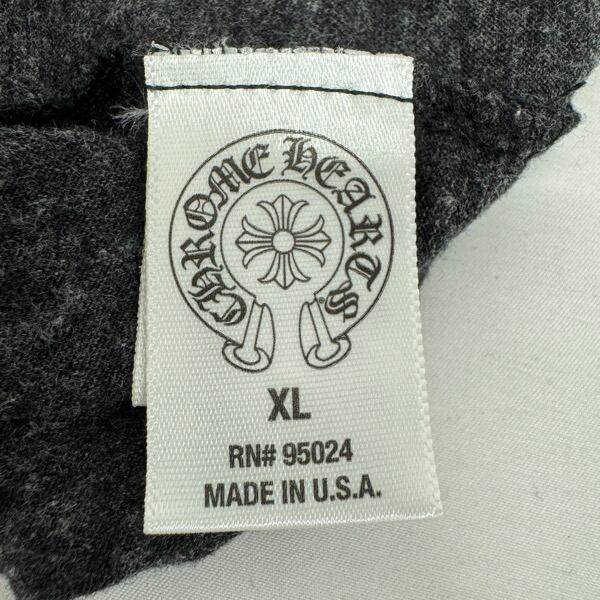 CHROME HEARTS
XL
RN# 95024
MADE IN U.S.A.